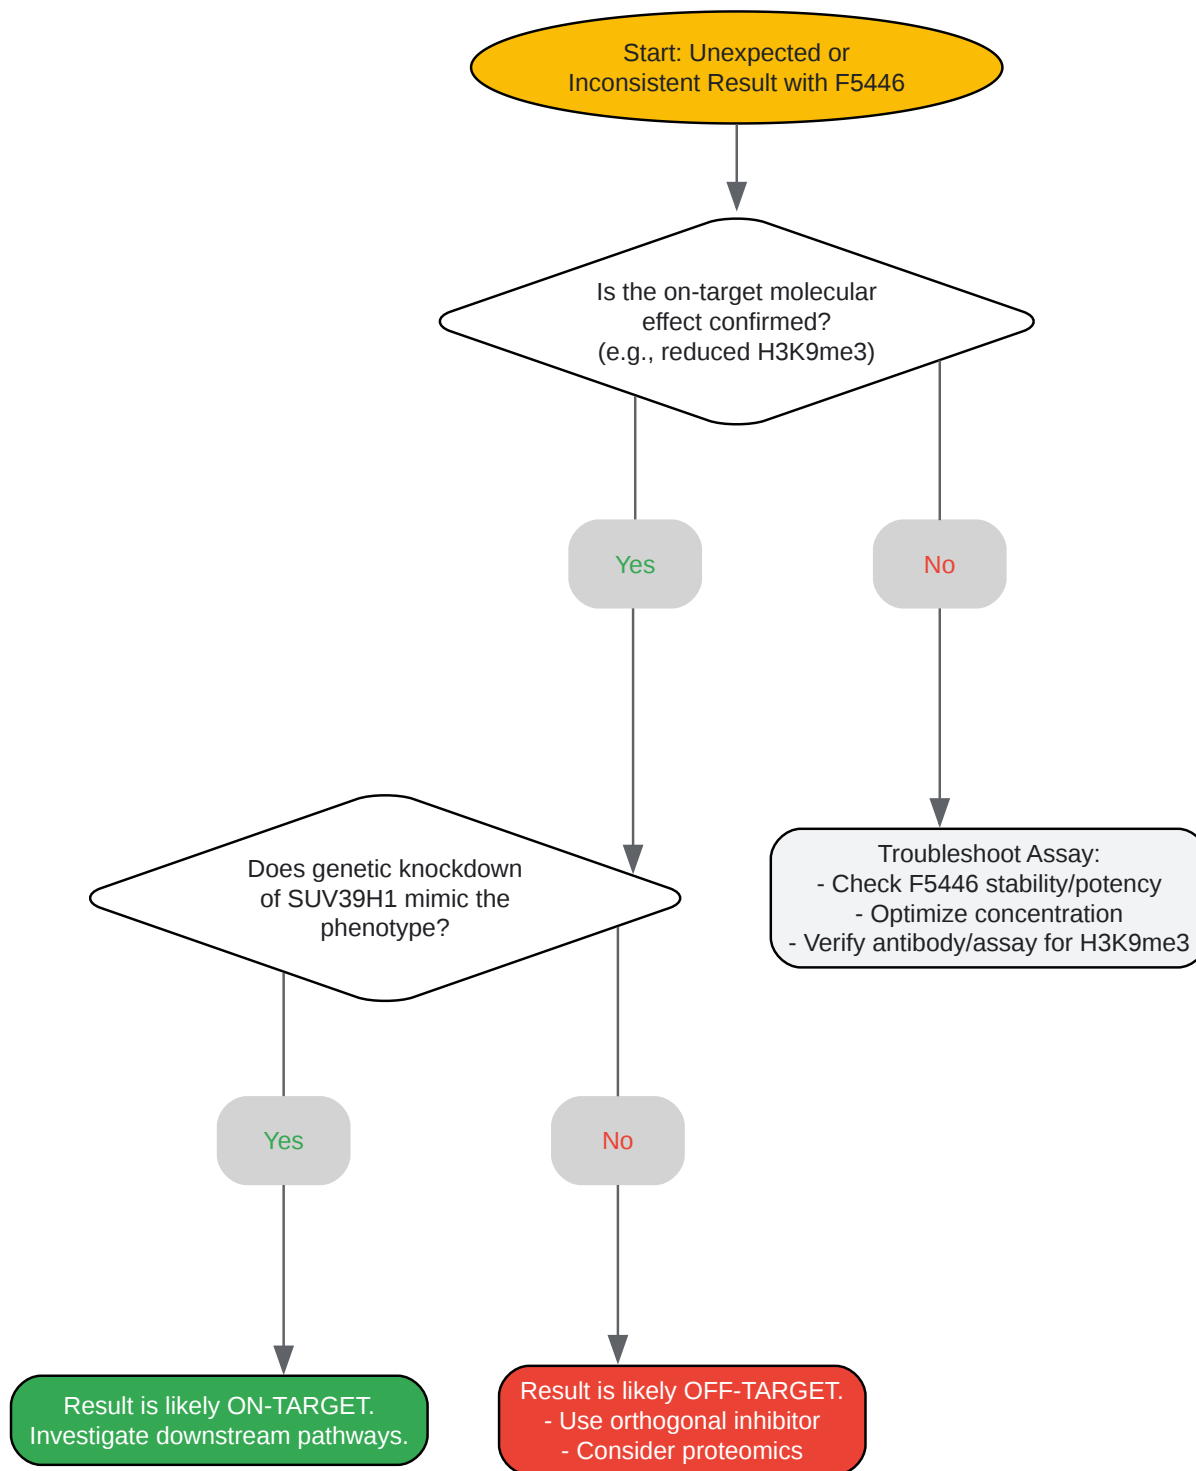 Start: Unexpected or
Inconsistent Result with F5446
Is the on-target molecular
effect confirmed?
(e.g., reduced H3K9me3)
Yes
No
Does genetic knockdown
of SUV39H1 mimic the
phenotype?
Troubleshoot Assay:
- Check F5446 stability/potency
- Optimize concentration
- Verify antibody/assay for H3K9me3
Yes
No
Result is likely ON-TARGET.
Investigate downstream pathways.
Result is likely OFF-TARGET.
- Use orthogonal inhibitor
- Consider proteomics